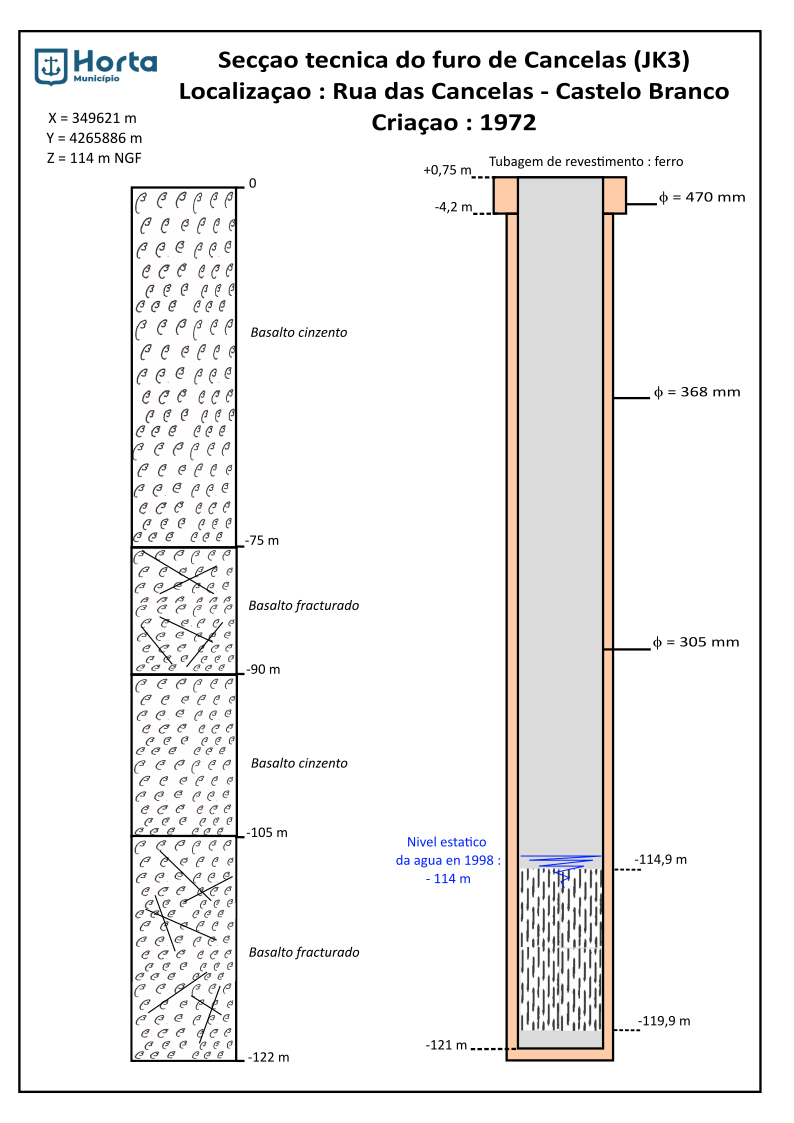 Horta
Município
Secçao tecnica do furo de Cancelas (JK3)
Localizaçao : Rua das Cancelas - Castelo Branco
Criaçao : 1972
X = 349621 m
Y = 4265886 m
Z = 114 m NGF
Tubagem de revestimento : ferro
+0,75 m
0
ϕ = 470 mm
-4,2 m
Basalto cinzento
ϕ = 368 mm
-75 m
Basalto fracturado
ϕ = 305 mm
-90 m
Basalto cinzento
-105 m
Nivel estatico
da agua en 1998 :
- 114 m
-114,9 m
Basalto fracturado
-119,9 m
-121 m
-122 m